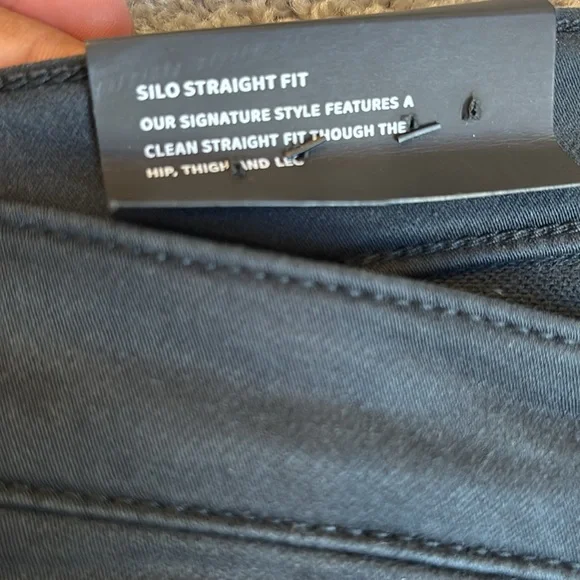 SILO STRAIGHT FIT
OUR SIGNATURE STYLE FEATURES A
CLEAN STRAIGHT FIT THOUGH THE
HIP, THIGH AND LEG